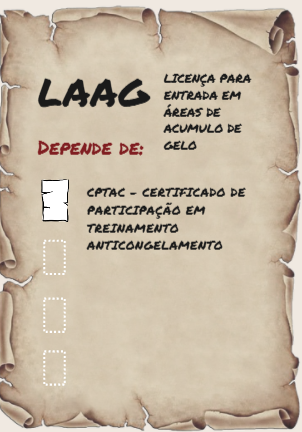 LAAG
LICENÇA PARA
ENTRADA EM
ÁREAS DE
ACUMULO DE
GELO
DEPENDE DE:
CPTAC - CERTIFICADO DE
PARTICIPAÇÃO EM
TREINAMENTO
ANTICONGELAMENTO